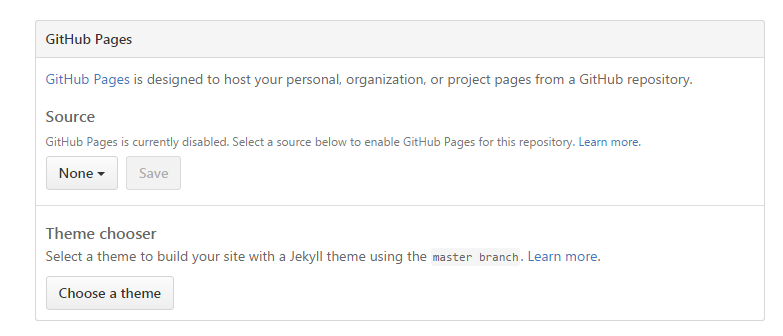 GitHub Pages
GitHub Pages is designed to host your personal, organization, or project pages from a GitHub repository.
Source
GitHub Pages is currently disabled. Select a source below to enable GitHub Pages for this repository. Learn more.
None Save
Theme chooser
Select a theme to build your site with a Jekyll theme using the master branch. Learn more.
Choose a theme